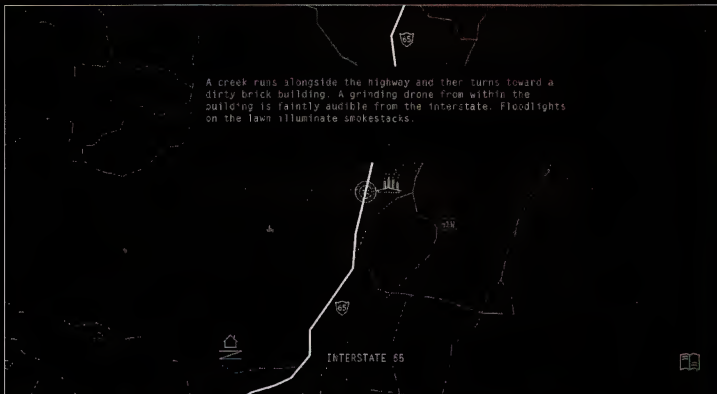 65
A creek runs alongside the highway and then turns toward a
dirty brick building. A grinding drone from within the
building is faintly audible from the interstate. Floodlights
on the lawn illuminate smokestacks.
65
INTERSTATE 65